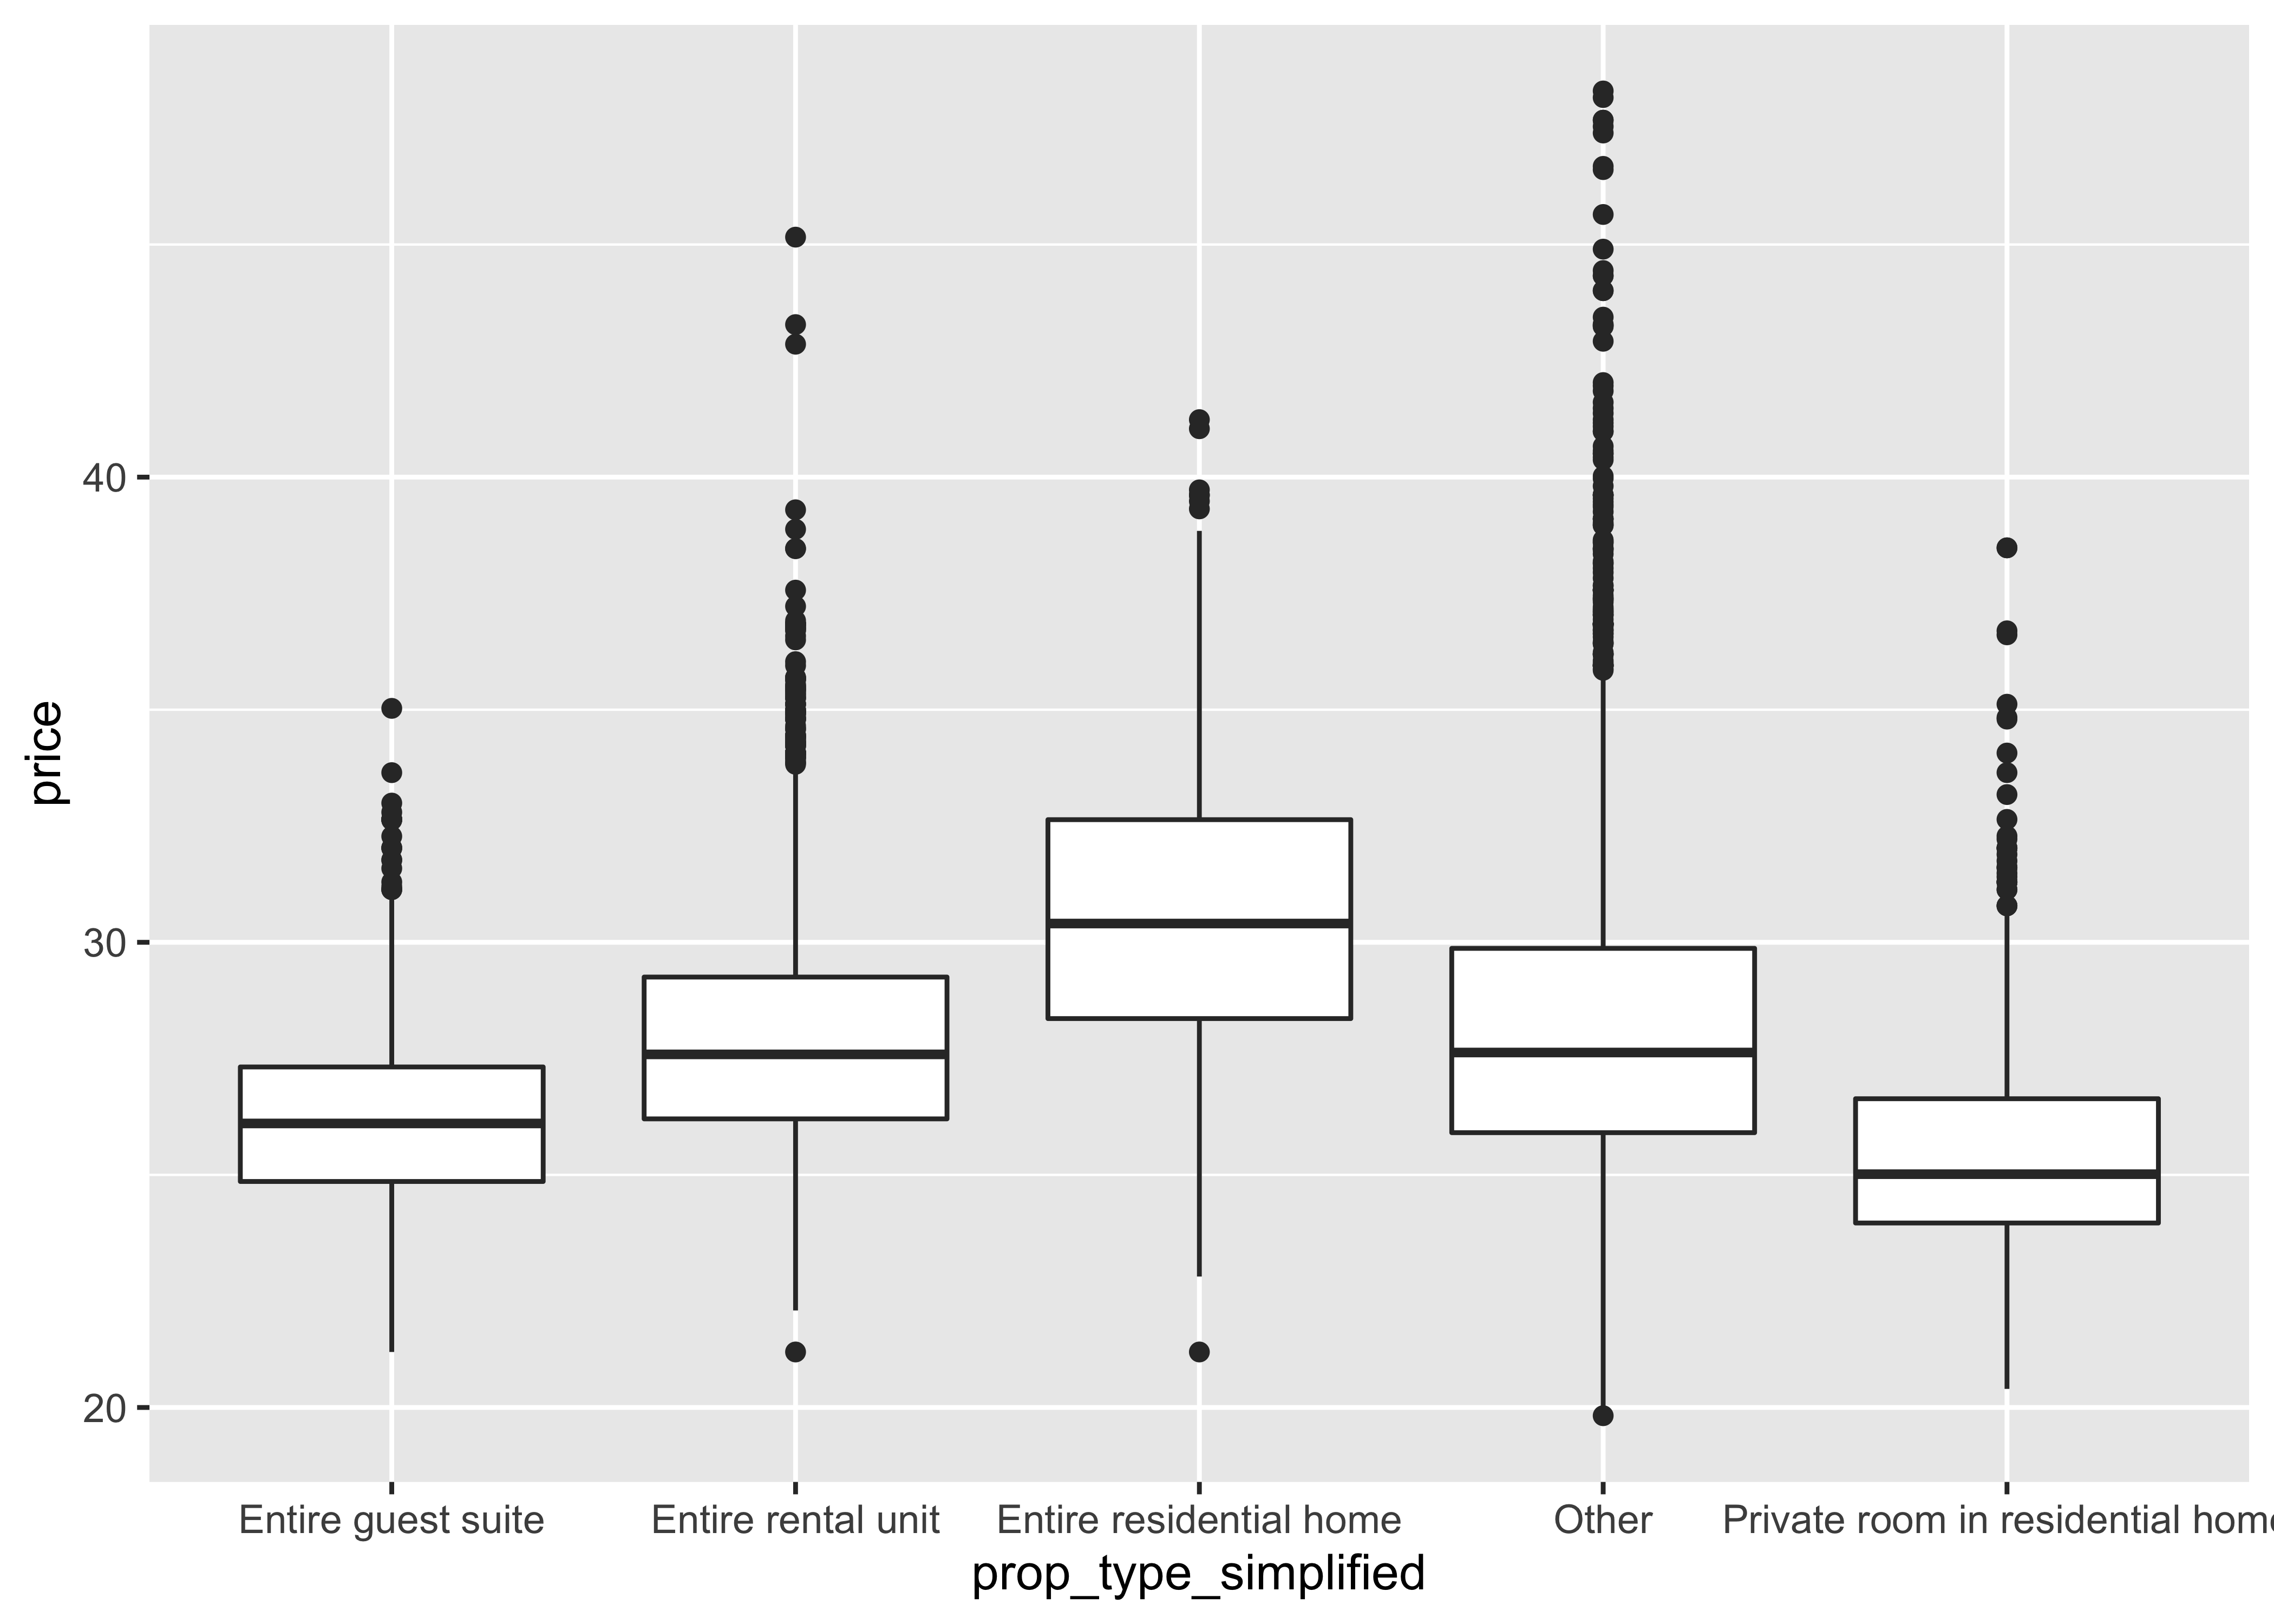 price
40
30
20
Entire guest suite
Entire rental unit
Entire residential home
Other
Private room in residential
prop_type_simplified